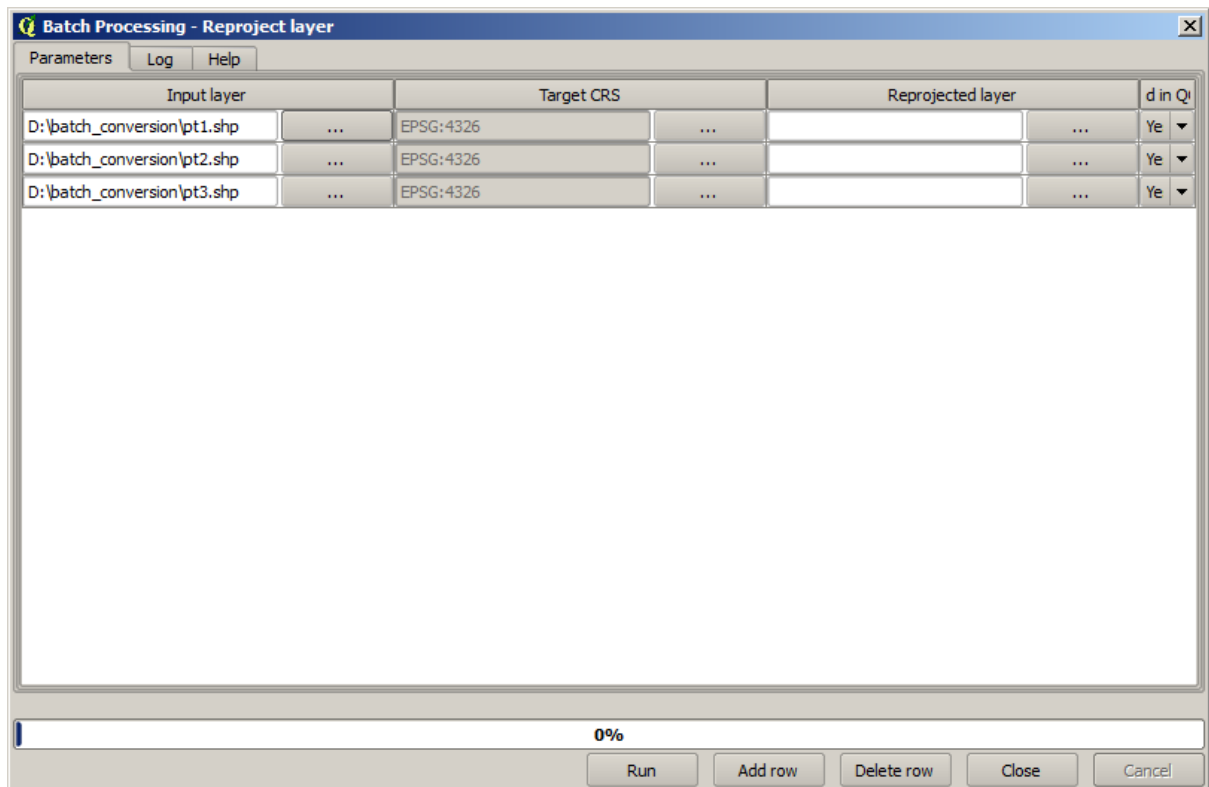 Batch Processing - Reproject layer
Parameters Log Help
Input layer Target CRS Reprojected layer d in Q
D:\batch_conversion\pt1.shp ... EPSG:4326 ... ... Ye
D:\batch_conversion\pt2.shp ... EPSG:4326 ... ... Ye
D:\batch_conversion\pt3.shp ... EPSG:4326 ... ... Ye
0%
Run Add row Delete row Close Cancel